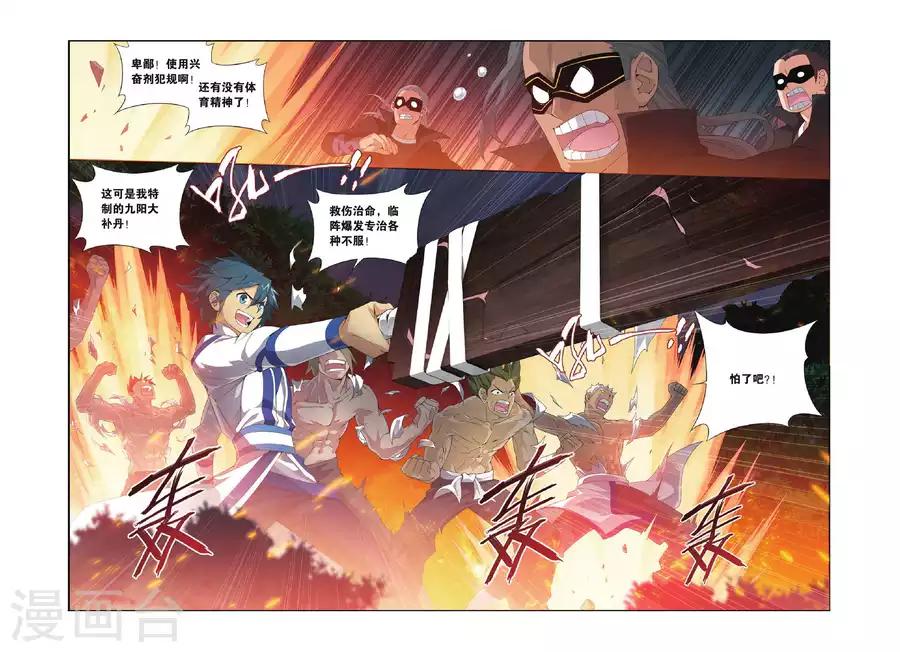 卑鄙！使用兴
奋剂犯规啊！
还有没有体
育精神了！
吼
这可是我特
制的九阳大
补丹！
救伤治命，临
阵爆发专治各
种不服！
吼
怕了吧?！
轰
轰
轰
漫画台